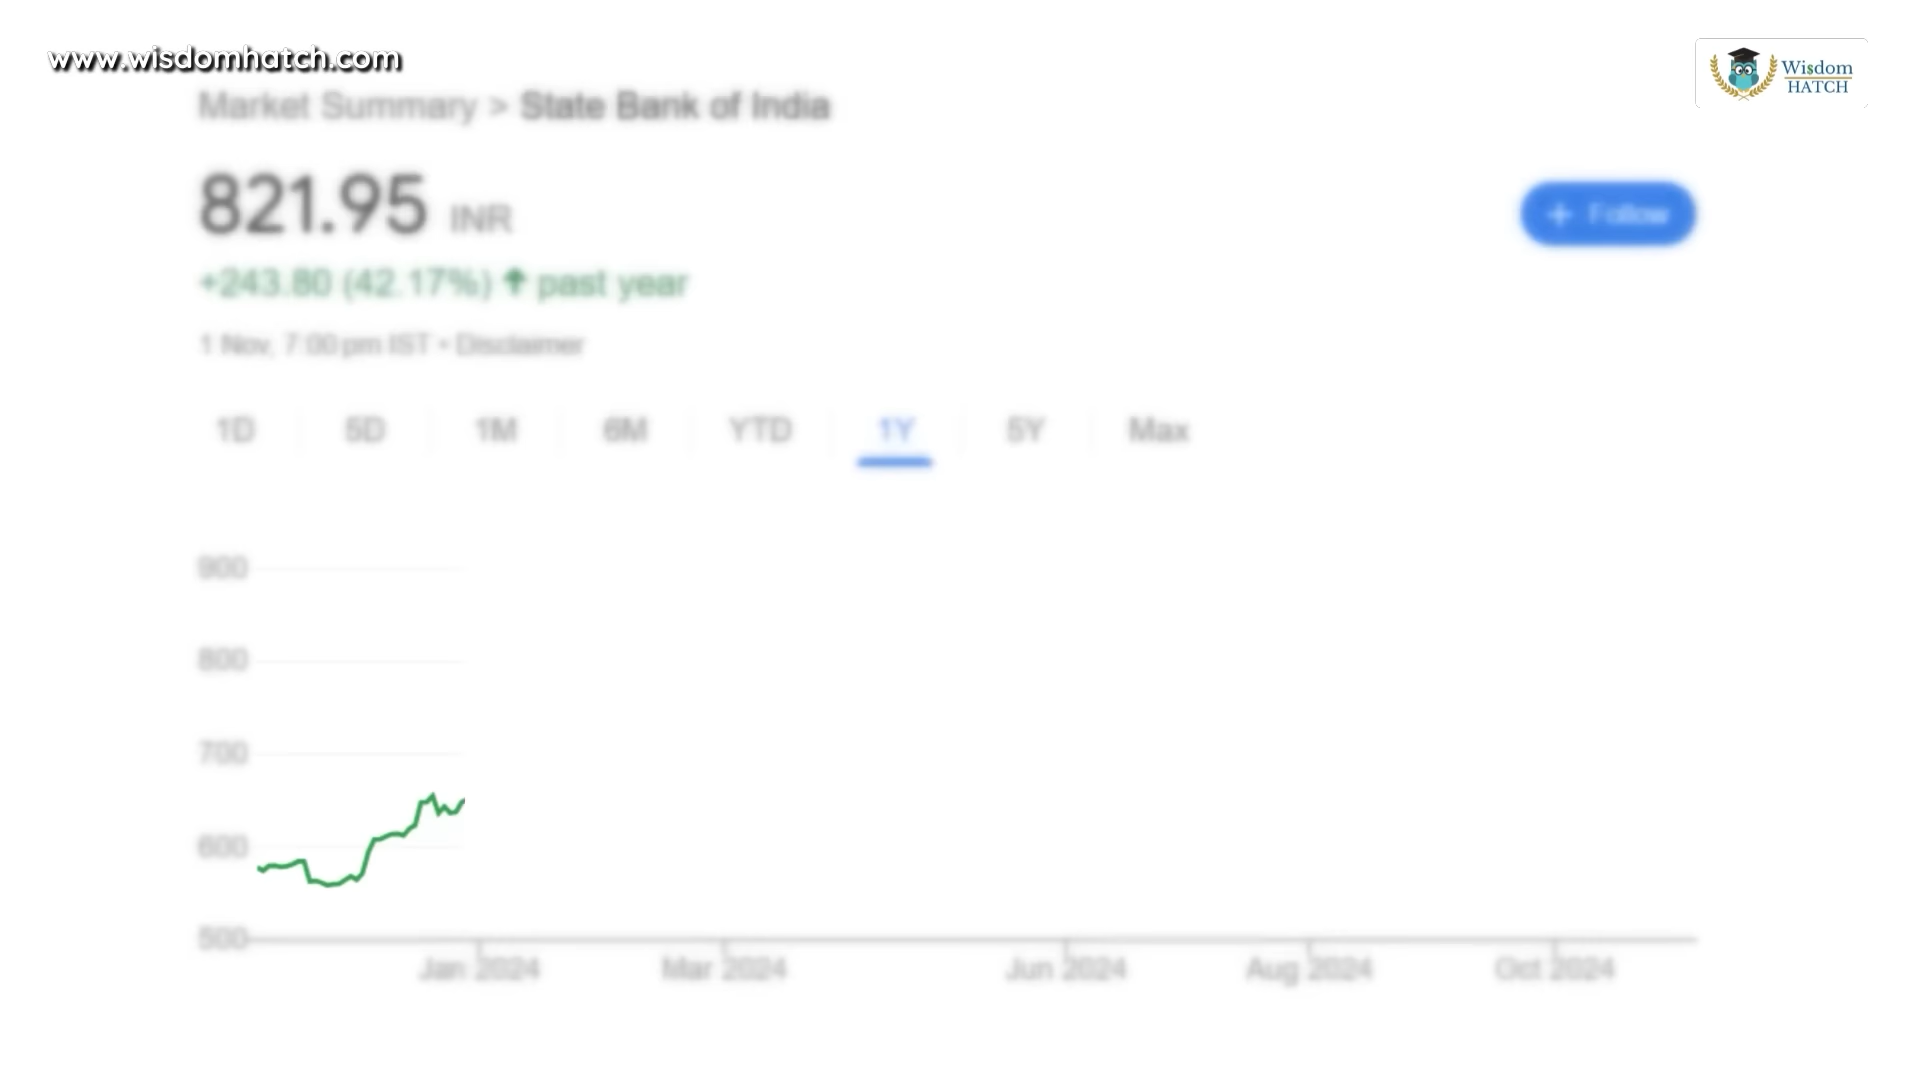 www.wisdomhatch.com
Wisdom
HATCH
Market Summary > State Bank of India
821.95 INR
+ Follow
+243.80 (42.17%) ↑ past year
1 Nov, 7:00 pm IST • Disclaimer
1D 5D 1M 6M YTD 1Y 5Y Max
900
800
700
600
500
Jan 2024 Mar 2024 Jun 2024 Aug 2024 Oct 2024